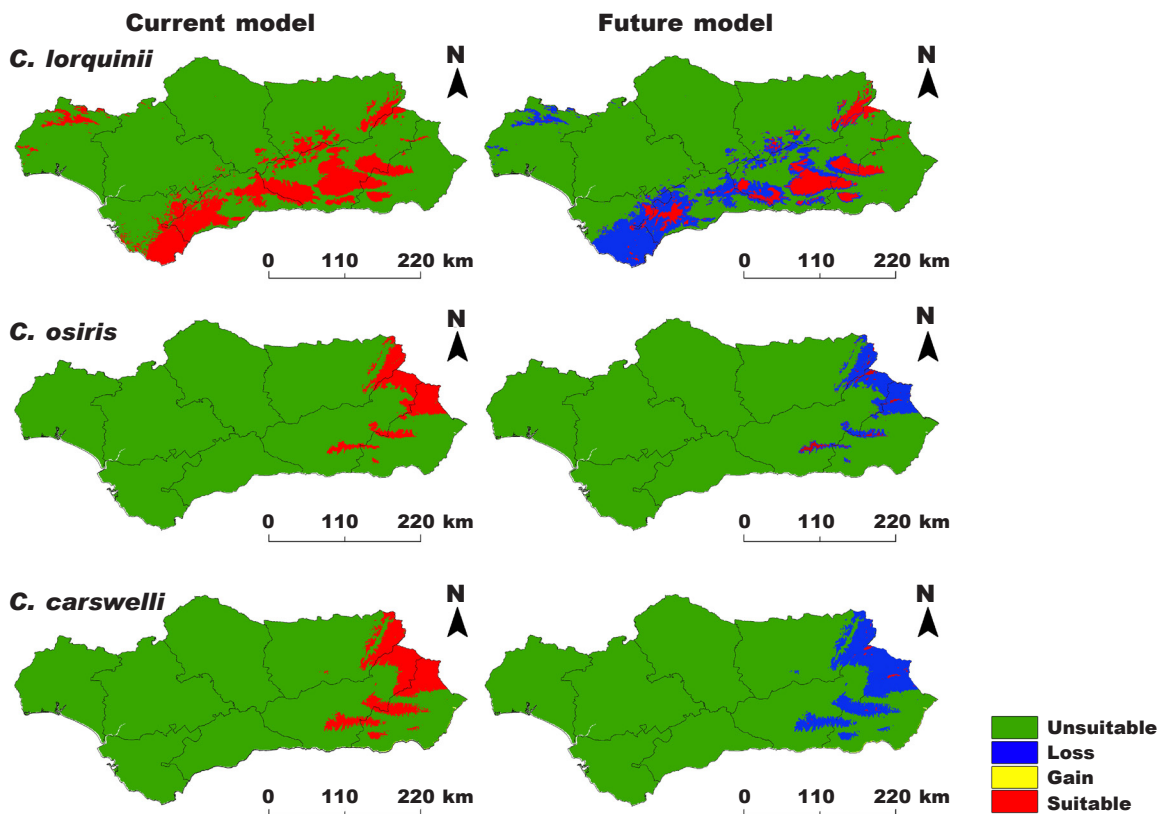 Current model
Future model
C. lorquinii
N
N
0 110 220 km
0 110 220 km
C. osiris
N
N
0 110 220 km
0 110 220 km
C. carswelli
N
N
0 110 220 km
0 110 220 km
Unsuitable
Loss
Gain
Suitable